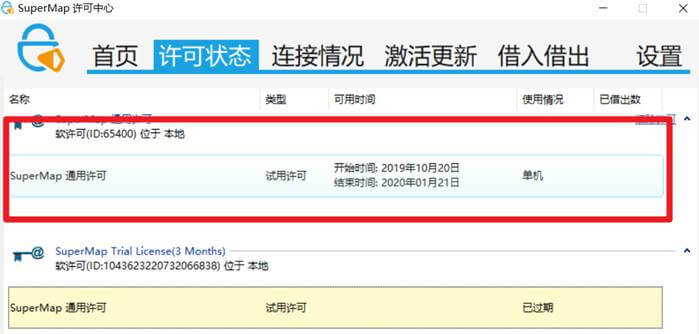 SuperMap 许可中心
首页 许可状态 连接情况 激活更新 借入借出 设置
名称 类型 可用时间 使用情况 已借出数
SuperMap 通用许可
软许可(ID:65400) 位于 本地
SuperMap 通用许可 试用许可 开始时间: 2019年10月20日 单机
结束时间: 2020年01月21日
SuperMap Trial License(3 Months)
软许可(ID:1043623220732066838) 位于 本地
SuperMap 通用许可 试用许可 已过期